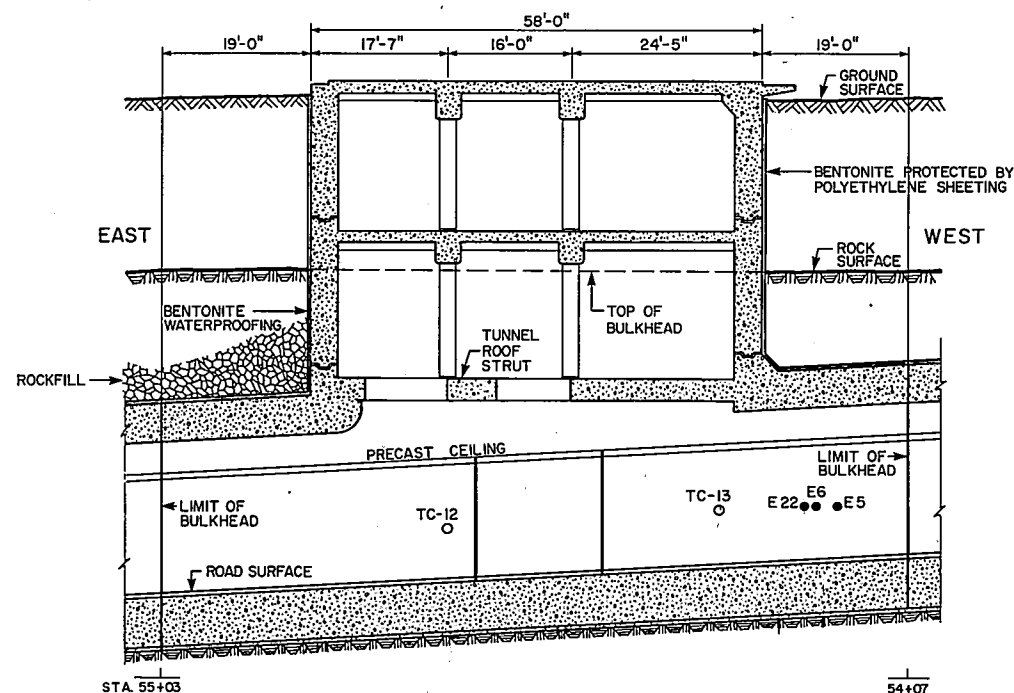 58'-0"
19'-0" 17'-7" 16'-0" 24'-5" 19'-0"
GROUND
SURFACE
BENTONITE PROTECTED BY
POLYETHYLENE SHEETING
EAST
WEST
ROCK
SURFACE
BENTONITE
WATERPROOFING
TOP OF
BULKHEAD
TUNNEL
ROOF
STRUT
ROCKFILL
PRECAST CEILING
LIMIT OF
BULKHEAD
LIMIT OF
BULKHEAD
TC-12
TC-13
E22 E6 E5
ROAD SURFACE
STA. 55+03
54+07